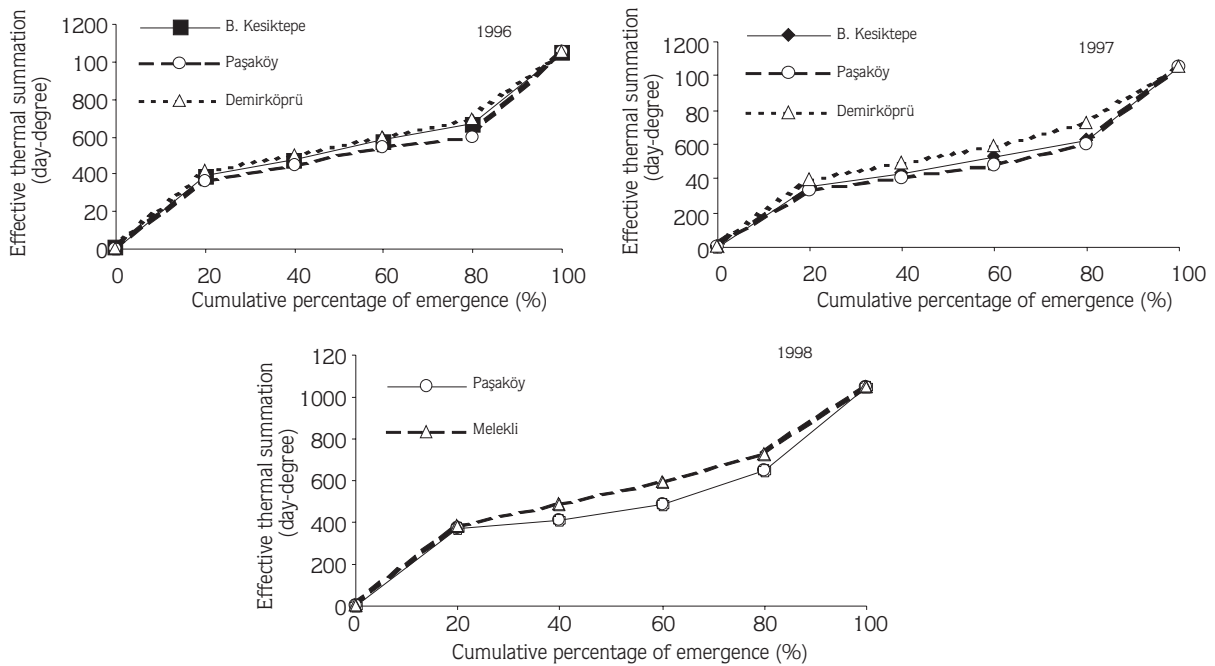 Effective thermal summation
(day-degree)
1200
100
800
600
400
20
0
B. Kesiktepe
Paşaköy
Demirköprü
1996
0 20 40 60 80 100
Cumulative percentage of emergence (%)
Effective thermal summation
(day-degree)
1200
100
80
600
40
200
0
B. Kesiktepe
Paşaköy
Demirköprü
1997
0 20 40 60 80 100
Cumulative percentage of emergence (%)
Effective thermal summation
(day-degree)
120
1000
800
600
400
200
0
Paşaköy
Melekli
1998
0 20 40 60 80 100
Cumulative percentage of emergence (%)